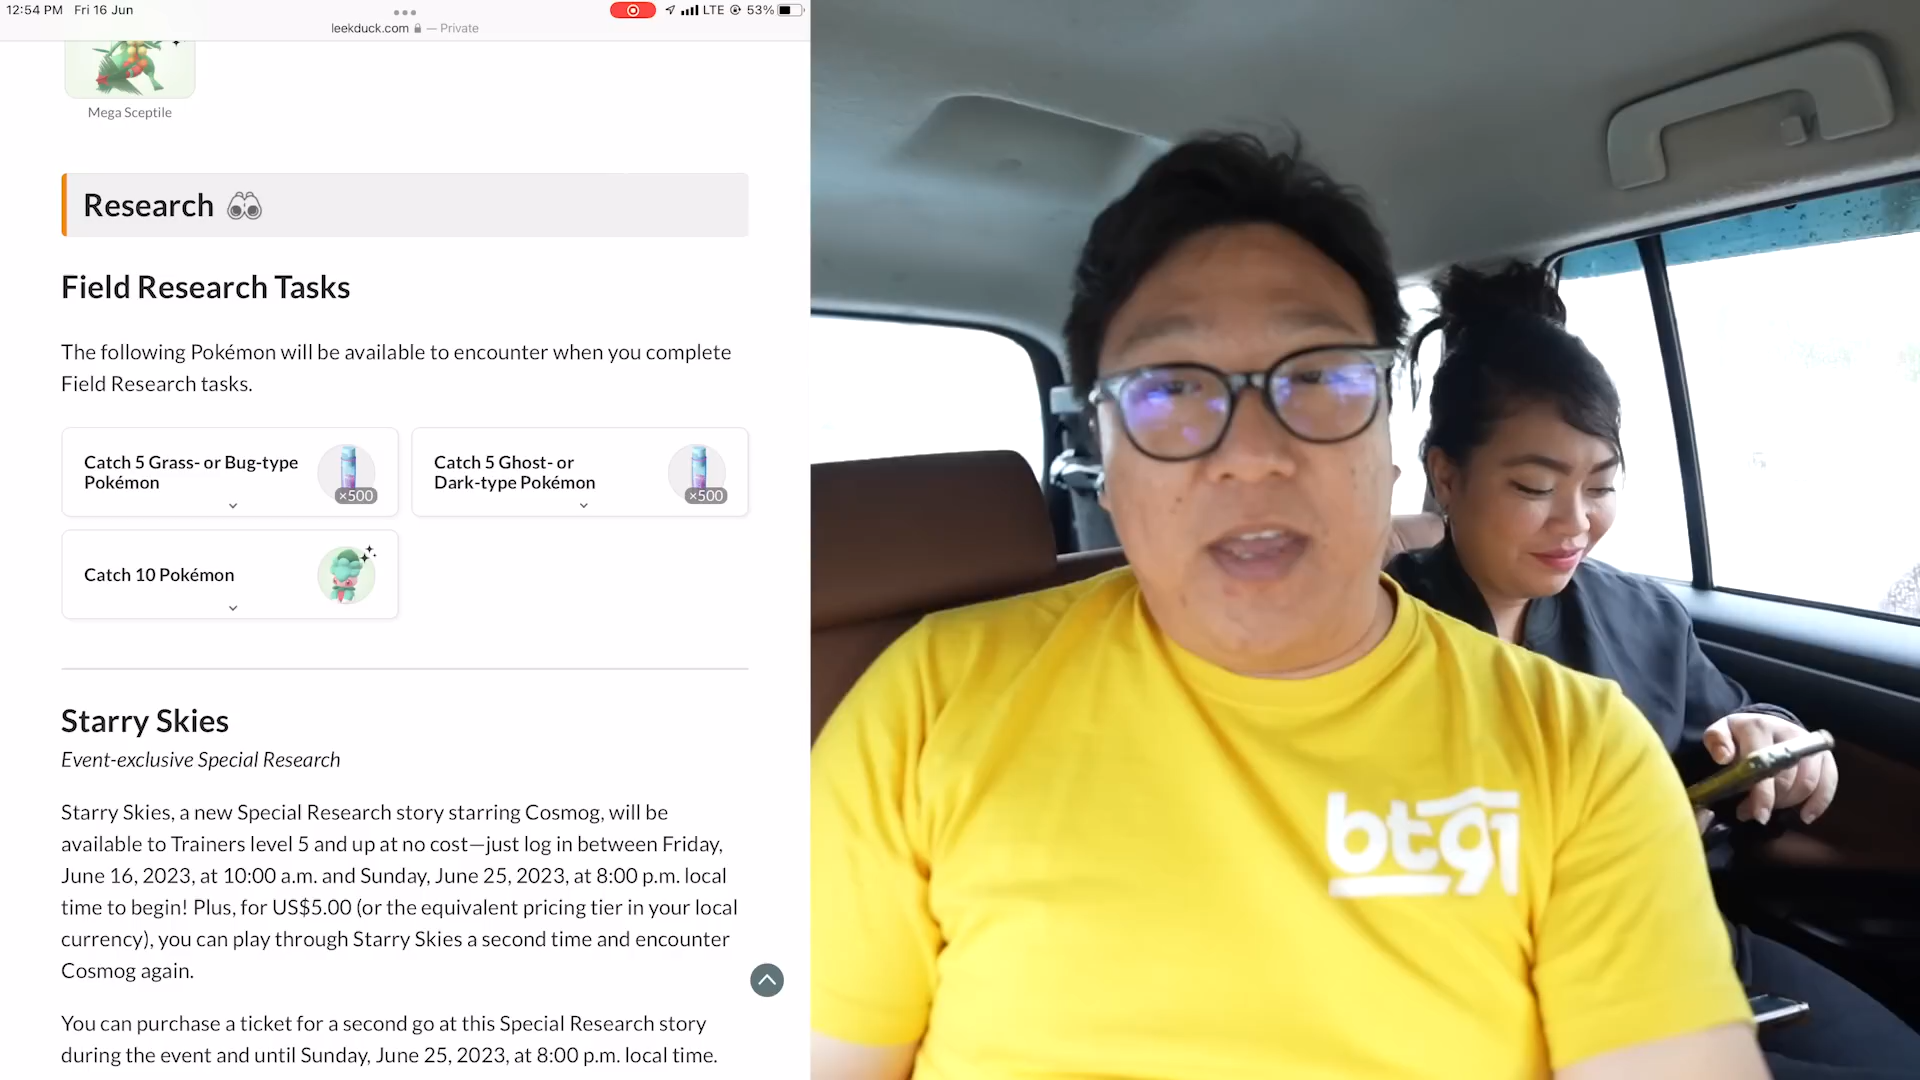 12:54 PM Fri 16 Jun
LTE 53%
leekduck.com — Private
Mega Sceptile
Research
Field Research Tasks
The following Pokémon will be available to encounter when you complete
Field Research tasks.
Catch 5 Grass- or Bug-type
Pokémon
×500
Catch 5 Ghost- or
Dark-type Pokémon
×500
Catch 10 Pokémon
Starry Skies
Event-exclusive Special Research
Starry Skies, a new Special Research story starring Cosmog, will be
available to Trainers level 5 and up at no cost—just log in between Friday,
June 16, 2023, at 10:00 a.m. and Sunday, June 25, 2023, at 8:00 p.m. local
time to begin! Plus, for US$5.00 (or the equivalent pricing tier in your local
currency), you can play through Starry Skies a second time and encounter
Cosmog again.
You can purchase a ticket for a second go at this Special Research story
during the event and until Sunday, June 25, 2023, at 8:00 p.m. local time.
bt91